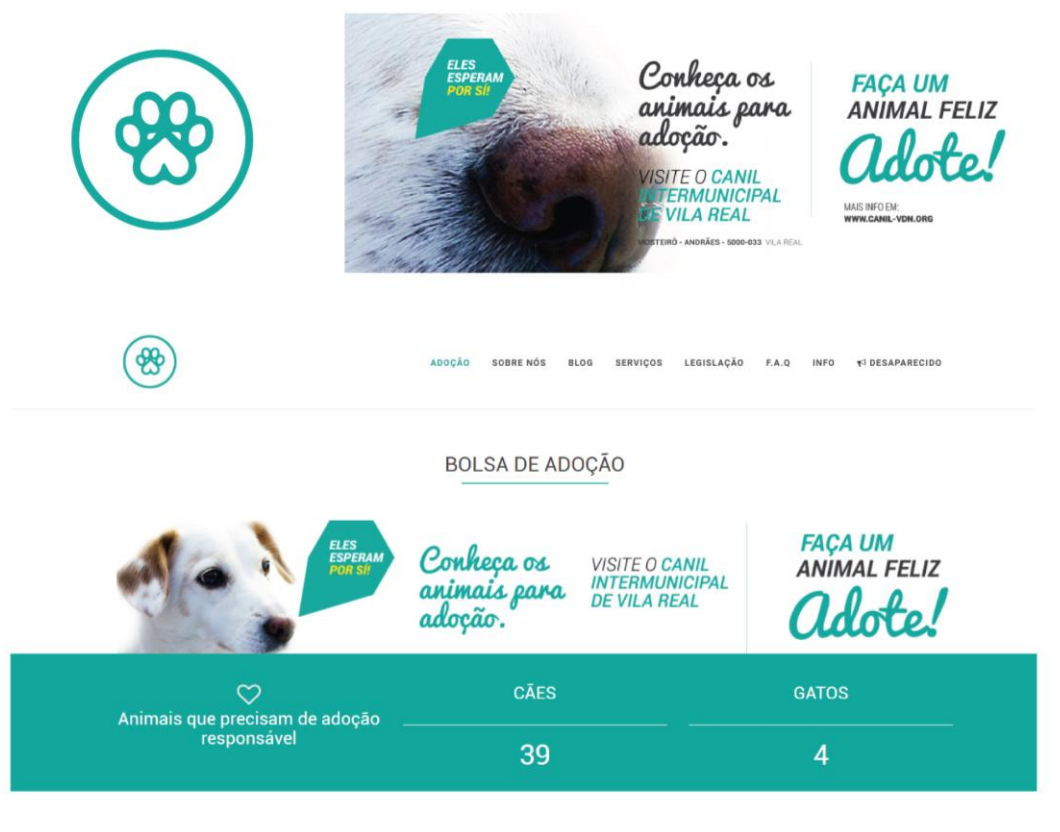 ELES
ESPERAM
POR SÍ!
Conheça os
animais para
adoção.
VISITE O CANIL
INTERMUNICIPAL
DE VILA REAL
MOSTEIRÔ - ANDRÃES - 5000-033 VILA REAL
FAÇA UM
ANIMAL FELIZ
Adote!
MAIS INFO EM:
WWW.CANIL-VDN.ORG
ADOÇÃO SOBRE NÓS BLOG SERVIÇOS LEGISLAÇÃO F.A.Q INFO DESAPARECIDO
BOLSA DE ADOÇÃO
ELES
ESPERAM
POR SÍ!
Conheça os
animais para
adoção.
VISITE O CANIL
INTERMUNICIPAL
DE VILA REAL
FAÇA UM
ANIMAL FELIZ
Adote!
Animais que precisam de adoção
responsável
CÃES
39
GATOS
4